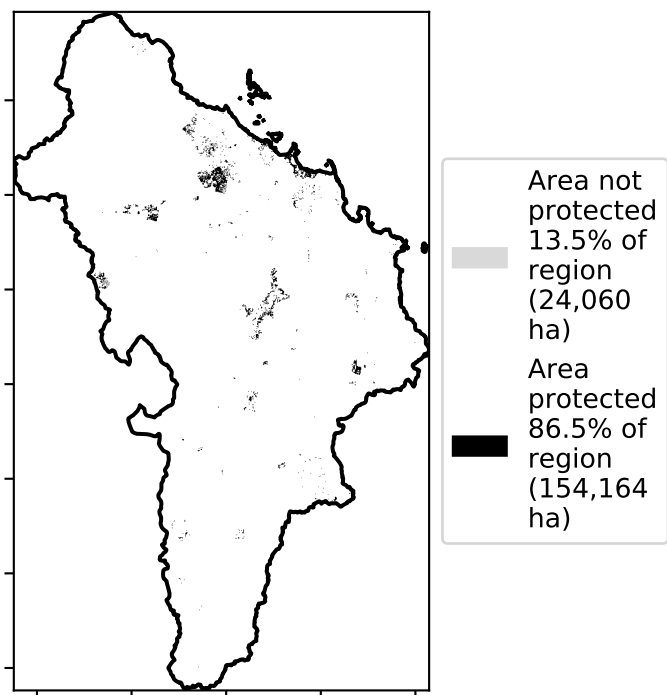 Area not
protected
13.5% of
region
(24,060
ha)
Area
protected
86.5% of
region
(154,164
ha)